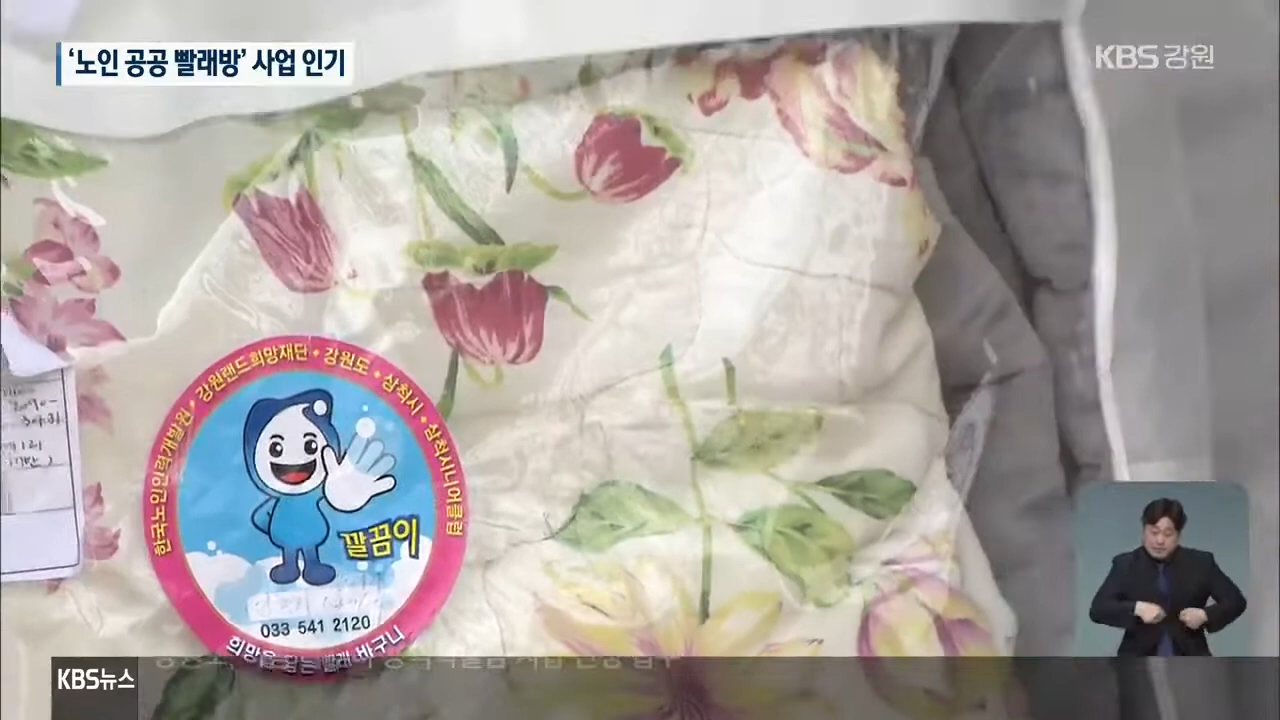 ‘노인 공공 빨래방’ 사업 인기
KBS 강원
한국노인인력개발원 • 강원랜드희망재단 • 강원도 • 삼척시 • 삼척시니어클럽
깔끔이
033 541 2120
희망을 담는 빨래 바구니
KBS뉴스